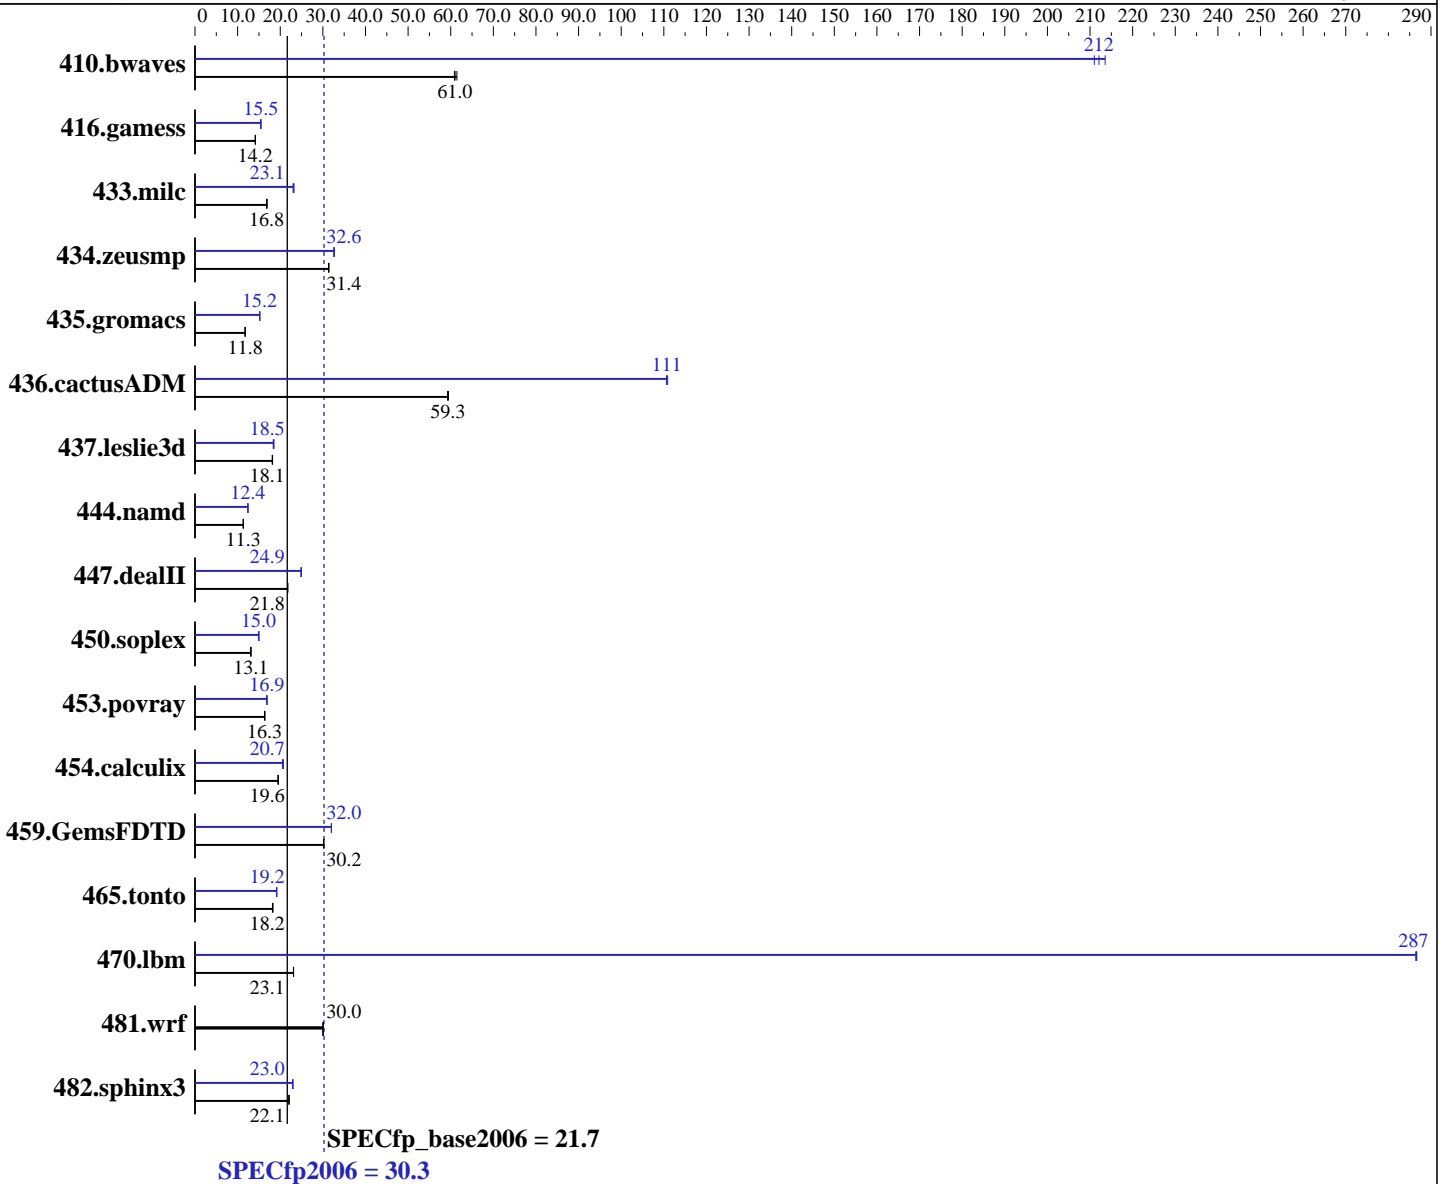 0 10.0 20.0 30.0 40.0 50.0 60.0 70.0 80.0 90.0 100 110 120 130 140 150 160 170 180 190 200 210 220 230 240 250 260 270 290
410.bwaves 212
61.0
416.gamess 15.5
14.2
433.milc 23.1
16.8
434.zeusmp 32.6
31.4
435.gromacs 15.2
11.8
436.cactusADM 111
59.3
437.leslie3d 18.5
18.1
444.namd 12.4
11.3
447.dealII 24.9
21.8
450.soplex 15.0
13.1
453.povray 16.9
16.3
454.calculix 20.7
19.6
459.GemsFDTD 32.0
30.2
465.tonto 19.2
18.2
470.lbm 287
23.1
481.wrf 30.0
482.sphinx3 23.0
22.1
SPECfp_base2006 = 21.7
SPECfp2006 = 30.3